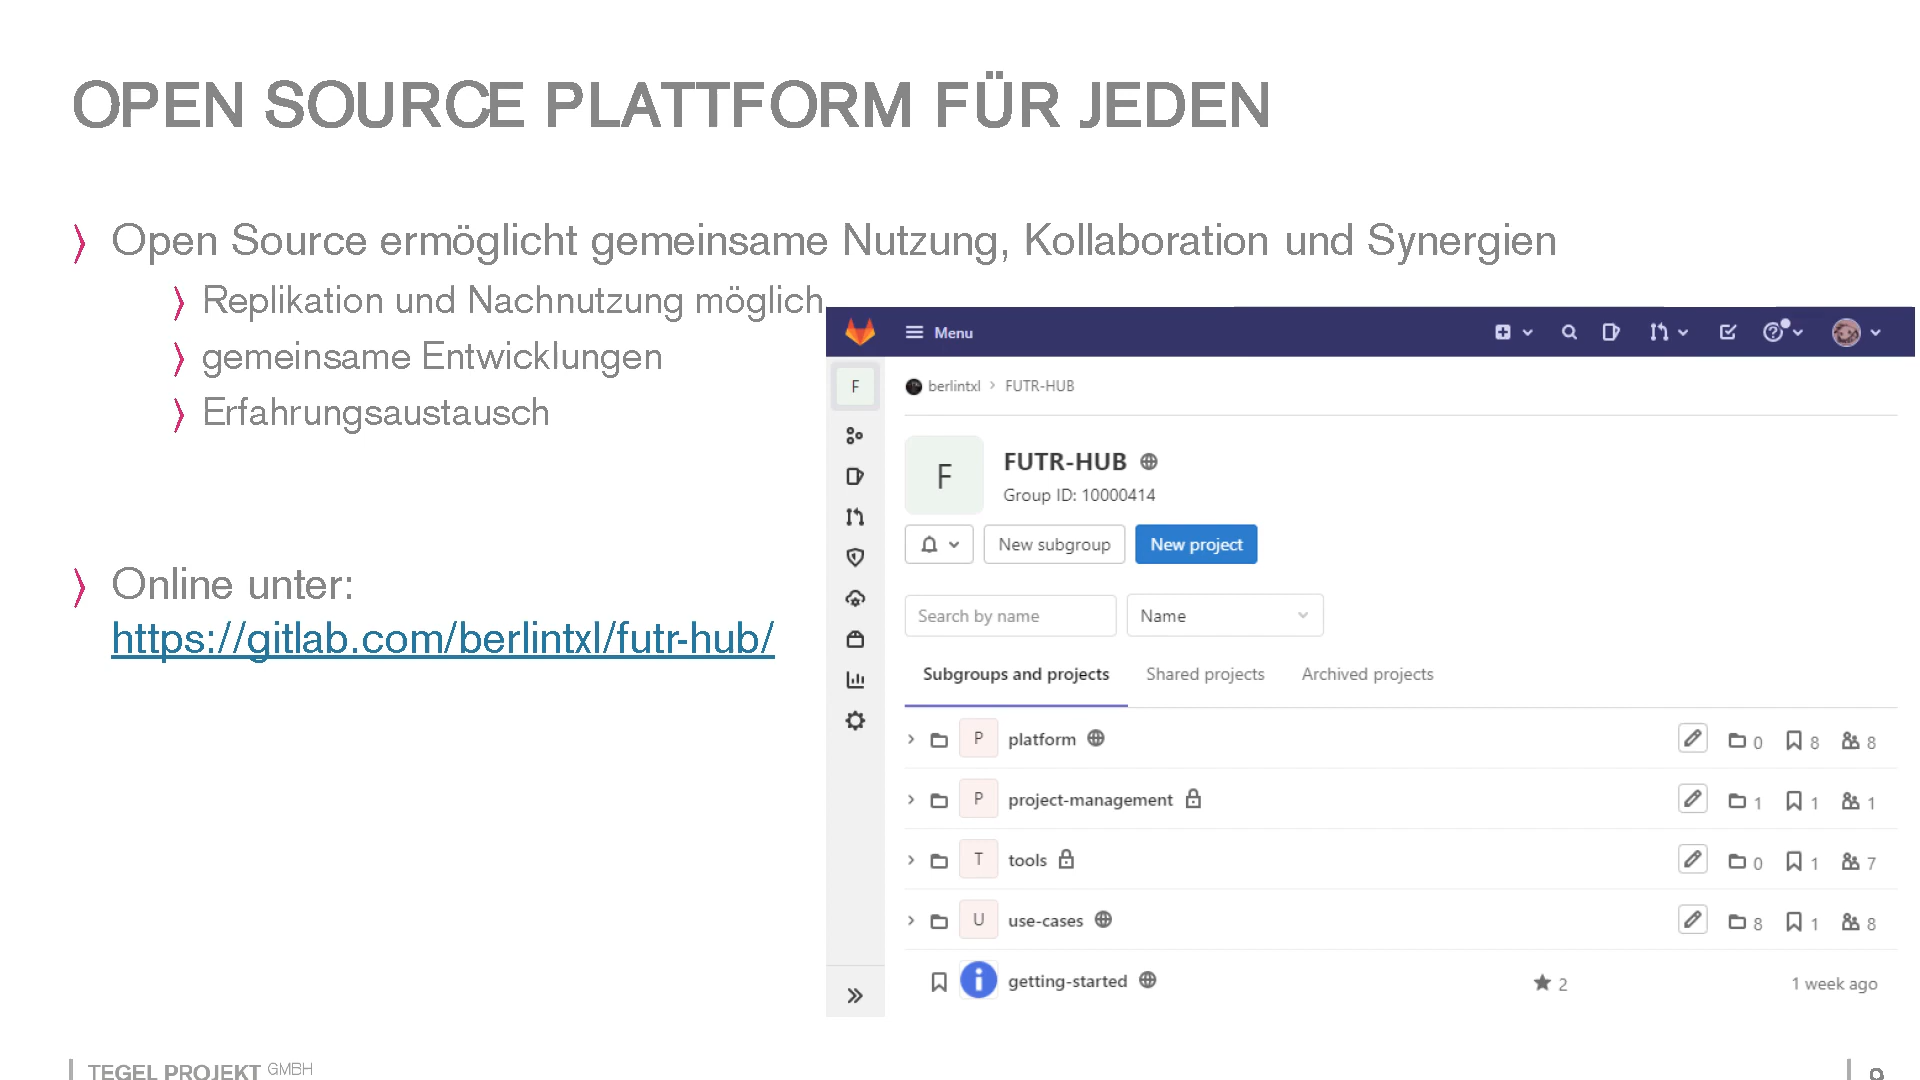 OPEN SOURCE PLATTFORM FÜR JEDEN
Open Source ermöglicht gemeinsame Nutzung, Kollaboration und Synergien
Replikation und Nachnutzung möglich
gemeinsame Entwicklungen
Erfahrungsaustausch
Online unter:
https://gitlab.com/berlintxl/futr-hub/
Menu
F
berlintxl > FUTR-HUB
F
FUTR-HUB
Group ID: 10000414
New subgroup New project
Search by name Name
Subgroups and projects Shared projects Archived projects
P platform 0 8 8
P project-management 1 1 1
T tools 0 1 7
U use-cases 8 1 8
getting-started 2 1 week ago
TEGEL PROJEKT GMBH
9